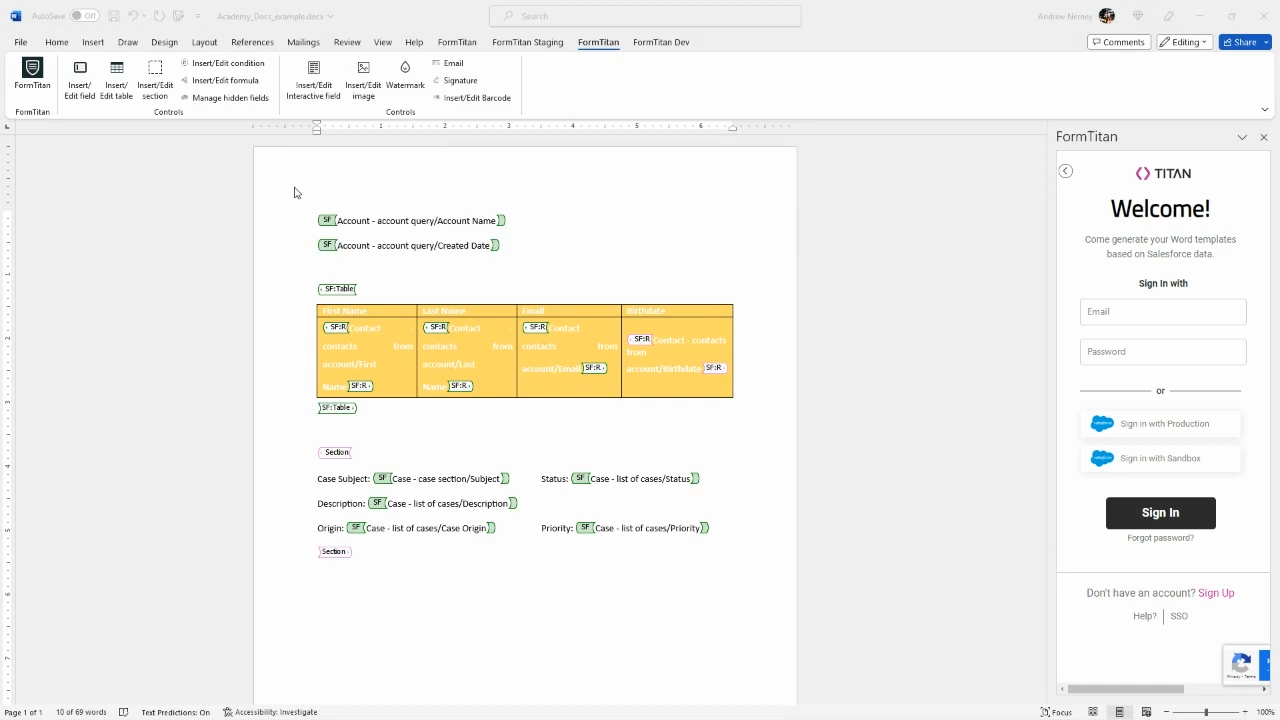 AutoSave Off Academy_Docs_example.docx Search Andrew Nerney
File Home Insert Draw Design Layout References Mailings Review View Help FormTitan FormTitan Staging FormTitan FormTitan Dev Comments Editing Share
FormTitan
Insert/
Edit field
Insert/
Edit table
Insert/Edit
section
Insert/Edit condition
Insert/Edit formula
Manage hidden fields
Insert/Edit
Interactive field
Insert/Edit
image
Watermark
Email
Signature
Insert/Edit Barcode
FormTitan Controls Controls
1 2 3 4 5 6
SF Account - account query/Account Name
SF Account - account query/Created Date
SF:Table
First Name Last Name Email Birthdate
SF:R Contact -
contacts from
account/First
Name SF:R
SF:R Contact -
contacts from
account/Last
Name SF:R
SF:R Contact -
contacts from
account/Email SF:R
SF:R Contact - contacts
from
account/Birthdate SF:R
SF:Table
Section
Case Subject: SF Case - case section/Subject Status: SF Case - list of cases/Status
Description: SF Case - list of cases/Description
Origin: SF Case - list of cases/Case Origin Priority: SF Case - list of cases/Priority
Section
FormTitan
TITAN
Welcome!
Come generate your Word templates
based on Salesforce data.
Sign In with
Email
Password
or
Sign in with Production
Sign in with Sandbox
Sign In
Forgot password?
Don't have an account? Sign Up
Help? SSO
Privacy - Terms
Page 1 of 1 10 of 69 words Text Predictions: On Accessibility: Investigate Focus 100%